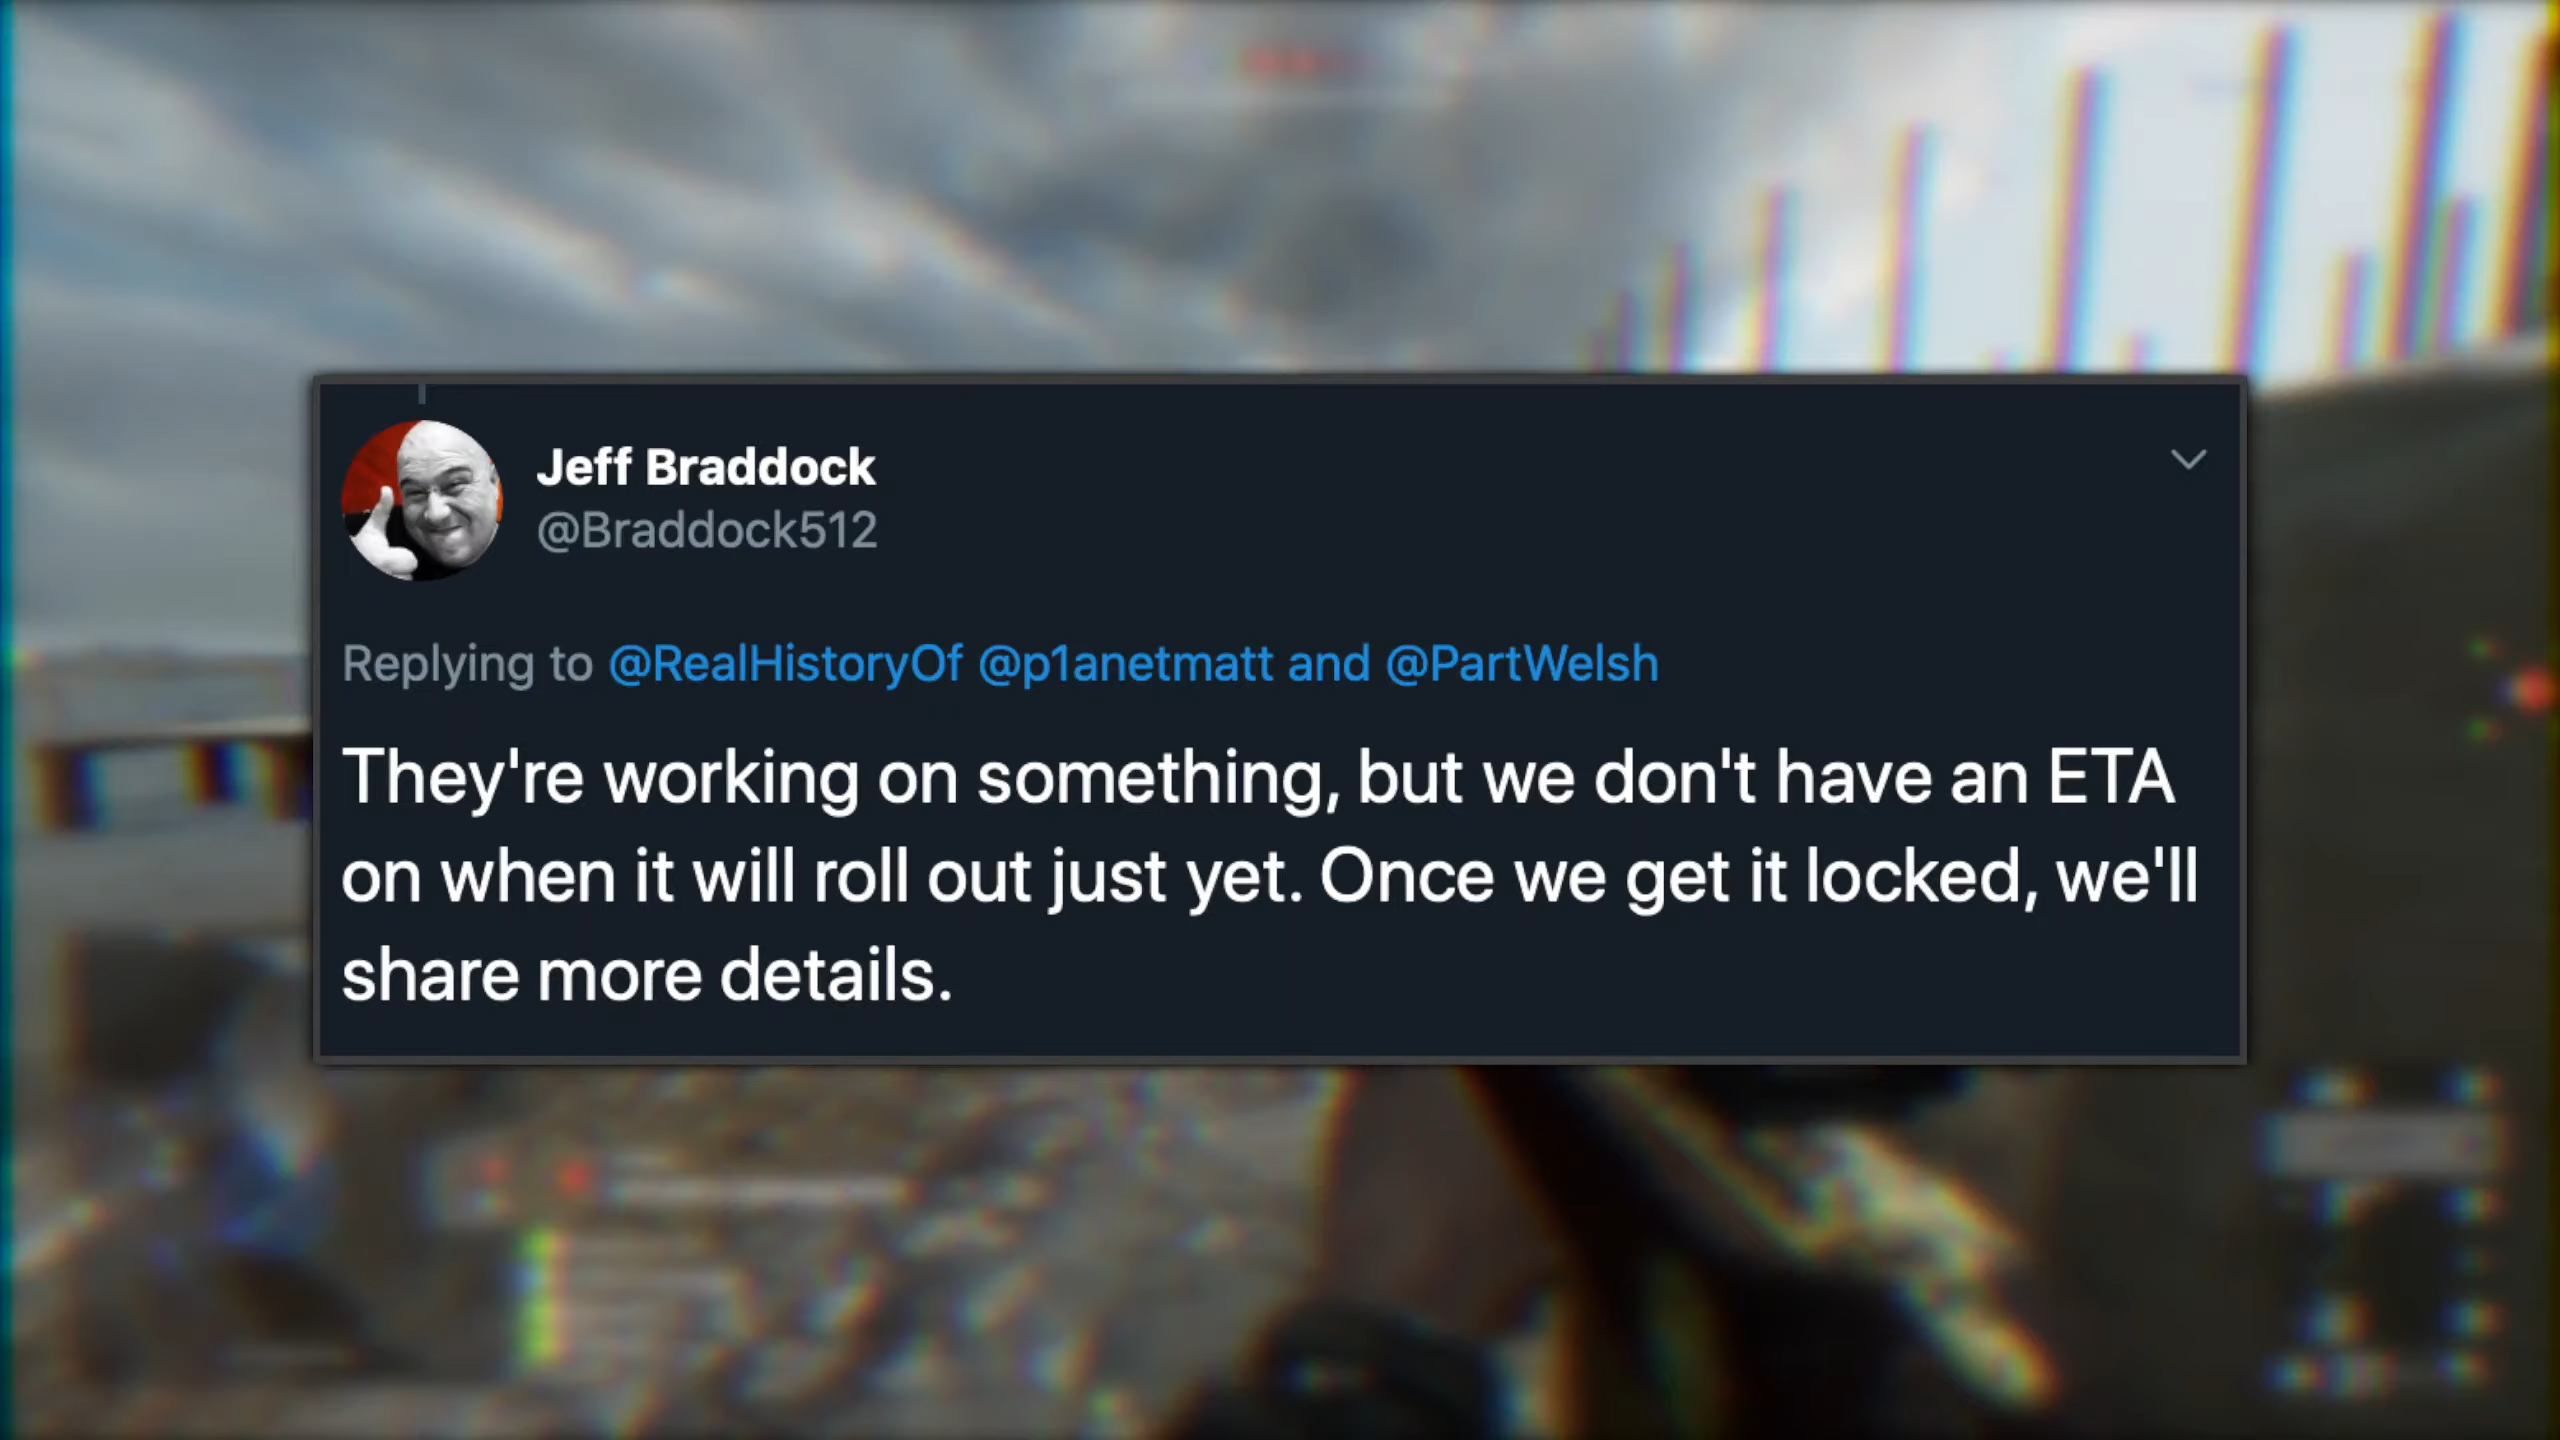 Jeff Braddock
@Braddock512
Replying to @RealHistoryOf @p1anetmatt and @PartWelsh
They're working on something, but we don't have an ETA
on when it will roll out just yet. Once we get it locked, we'll
share more details.